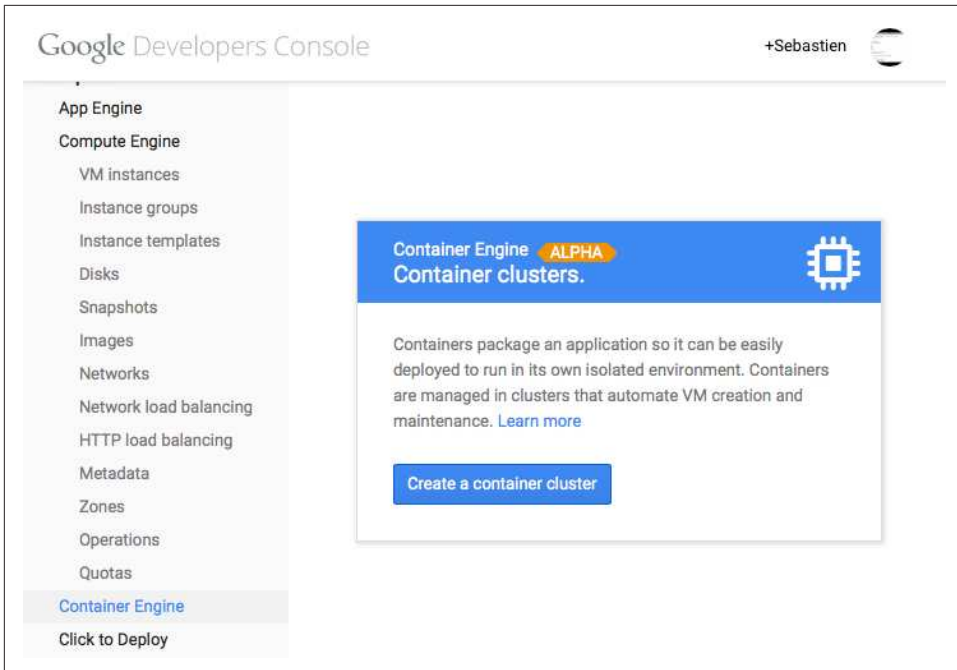 Google Developers Console
+Sebastien
App Engine
Compute Engine
VM instances
Instance groups
Instance templates
Disks
Snapshots
Images
Networks
Network load balancing
HTTP load balancing
Metadata
Zones
Operations
Quotas
Container Engine
Click to Deploy
Container Engine ALPHA
Container clusters.
Containers package an application so it can be easily
deployed to run in its own isolated environment. Containers
are managed in clusters that automate VM creation and
maintenance. Learn more
Create a container cluster